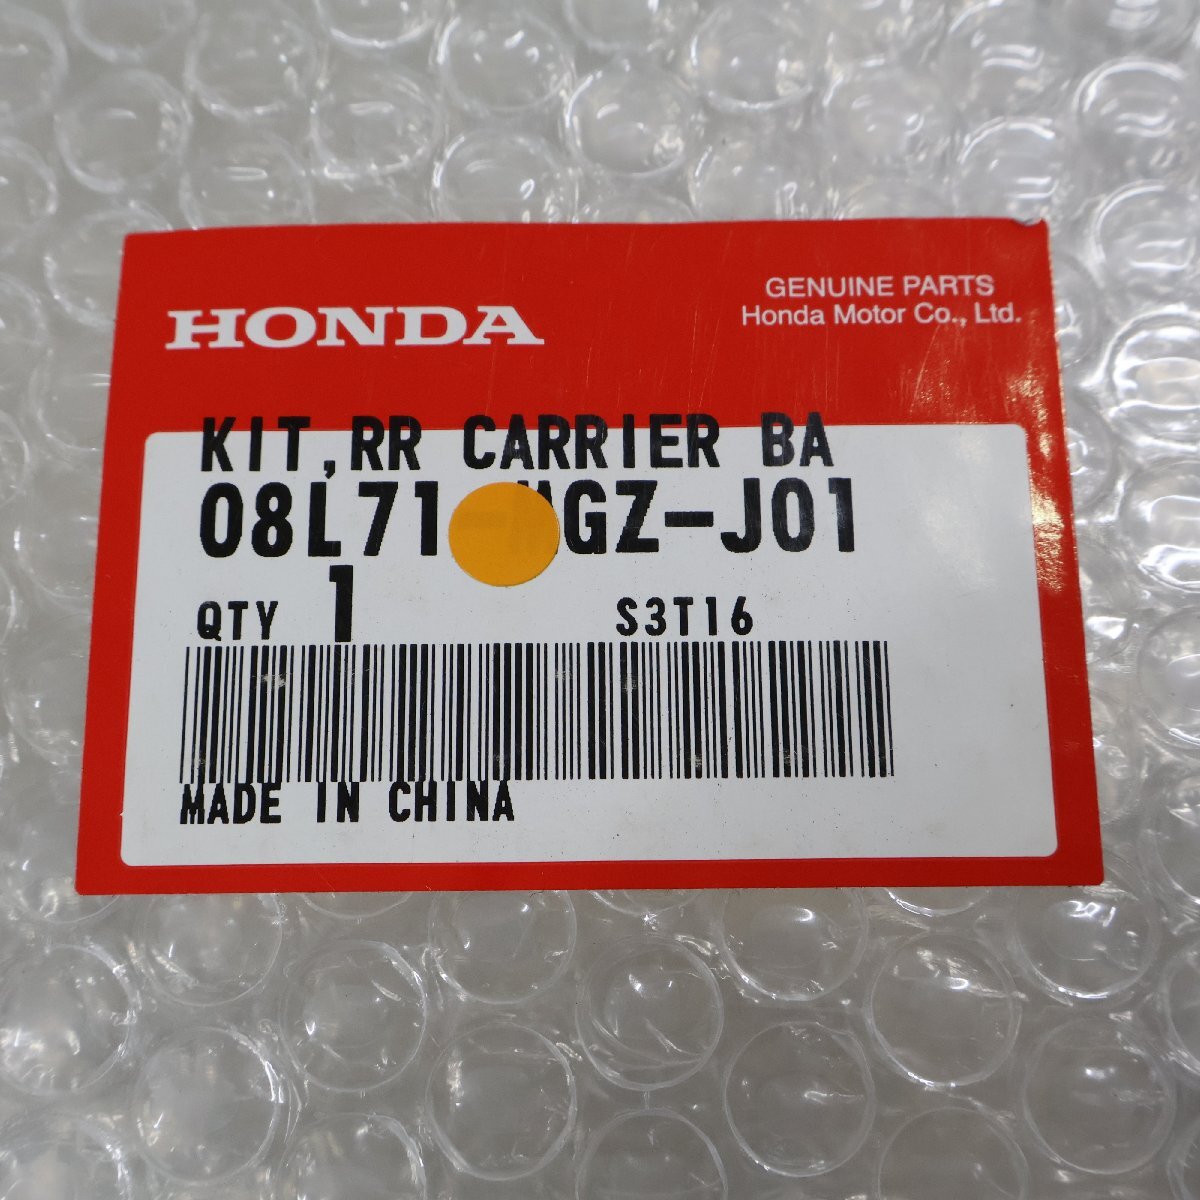 HONDA
GENUINE PARTS
Honda Motor Co., Ltd.
KIT,RR CARRIER BA
08L71 MGZ-J01
QTY 1 S3T16
MADE IN CHINA